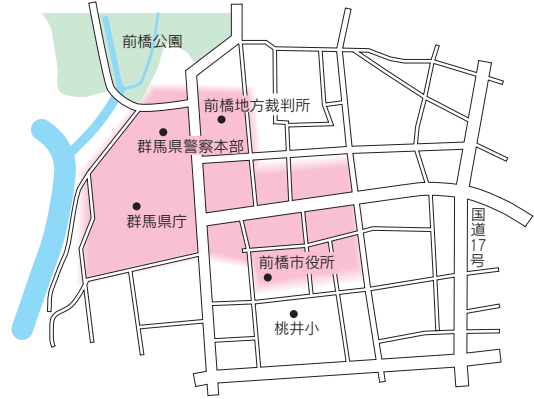 前橋公園
前橋地方裁判所
群馬県警察本部
群馬県庁
国道17号
前橋市役所
桃井小